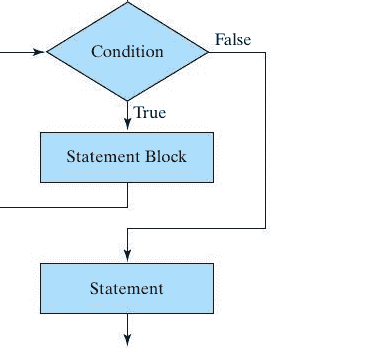 Condition
False
True
Statement Block
Statement